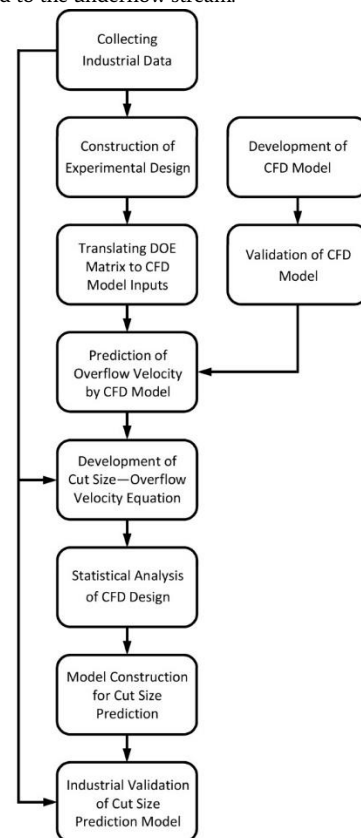 ed to the underflow stream.
Collecting
Industrial Data
Construction of
Experimental Design
Development of
CFD Model
Translating DOE
Matrix to CFD
Model Inputs
Validation of CFD
Model
Prediction of
Overflow Velocity
by CFD Model
Development of
Cut Size—Overflow
Velocity Equation
Statistical Analysis
of CFD Design
Model Construction
for Cut Size
Prediction
Industrial Validation
of Cut Size
Prediction Model